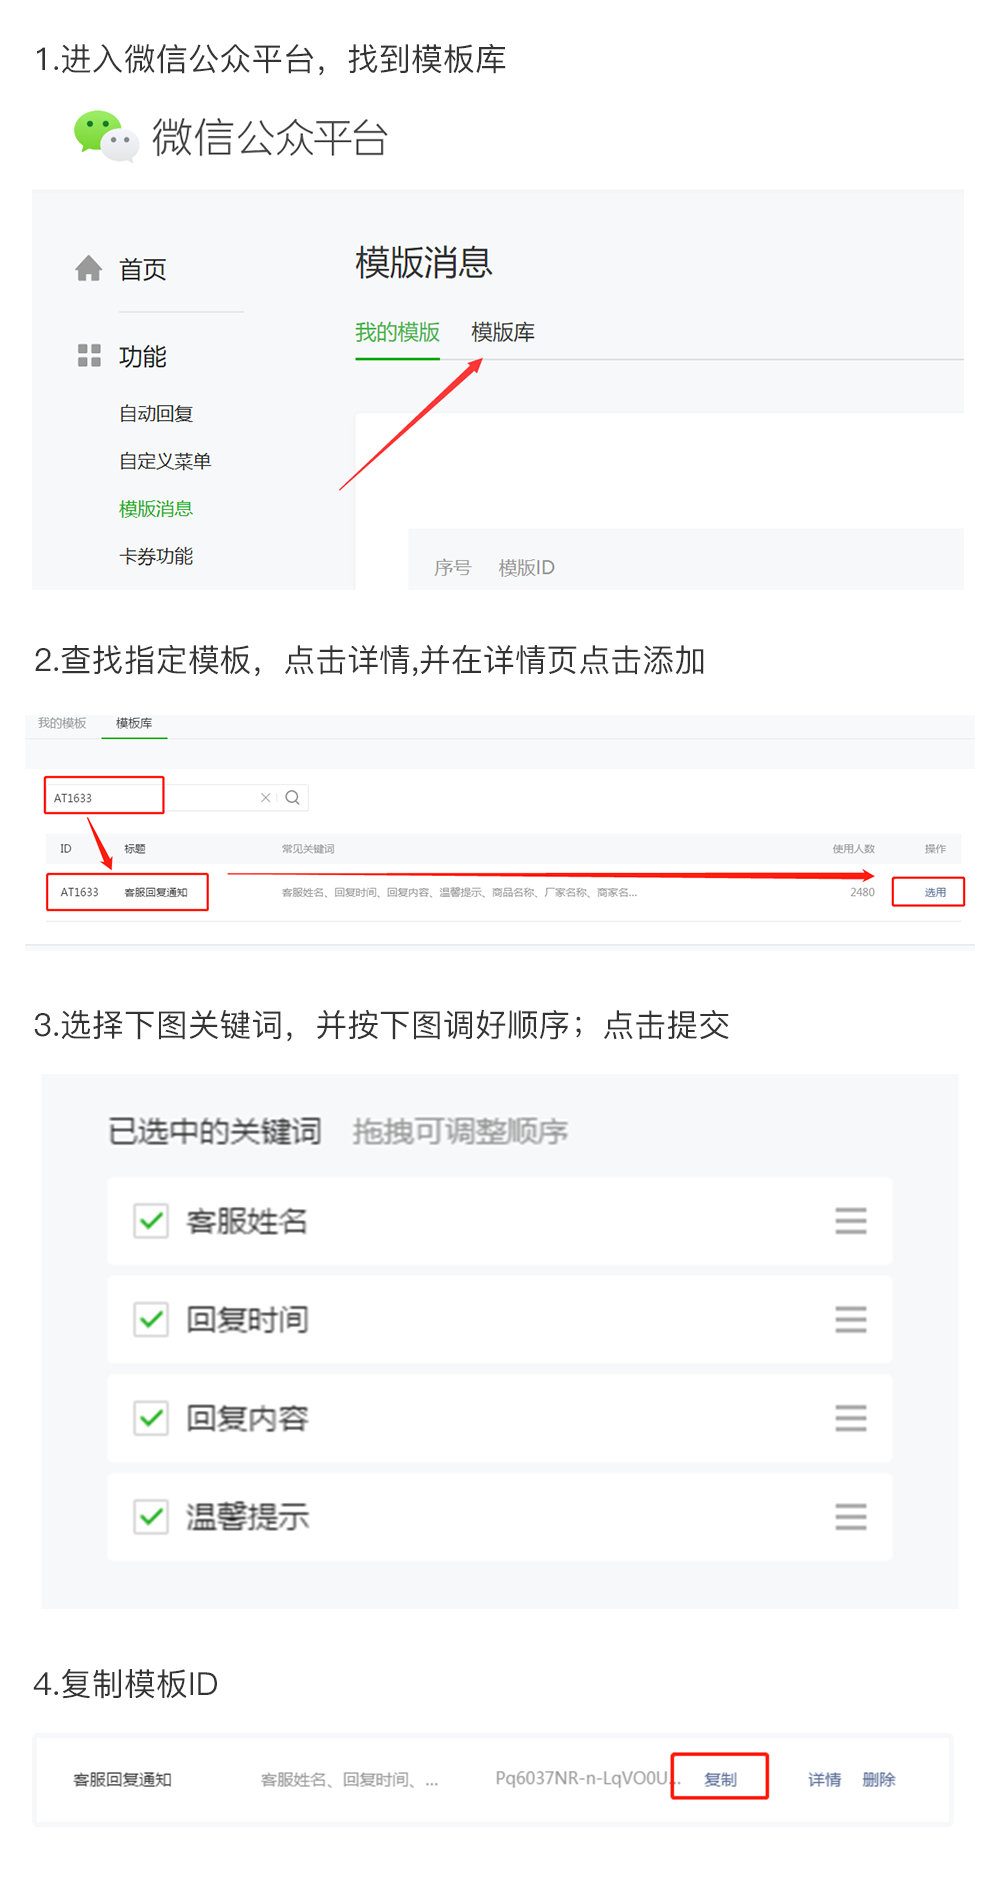 1.进入微信公众平台，找到模板库
微信公众平台
首页
模版消息
我的模版 模版库
功能
自动回复
自定义菜单
模版消息
卡券功能
序号 模版ID
2.查找指定模板，点击详情,并在详情页点击添加
我的模板 模板库
AT1633
ID 标题 常见关键词 使用人数 操作
AT1633 客服回复通知 客服姓名、回复时间、回复内容、温馨提示、商品名称、厂家名称、商家名... 2480 选用
3.选择下图关键词，并按下图调好顺序；点击提交
已选中的关键词 拖拽可调整顺序
客服姓名
回复时间
回复内容
温馨提示
4.复制模板ID
客服回复通知 客服姓名、回复时间、... Pq6037NR-n-LqVO0U... 复制 详情 删除